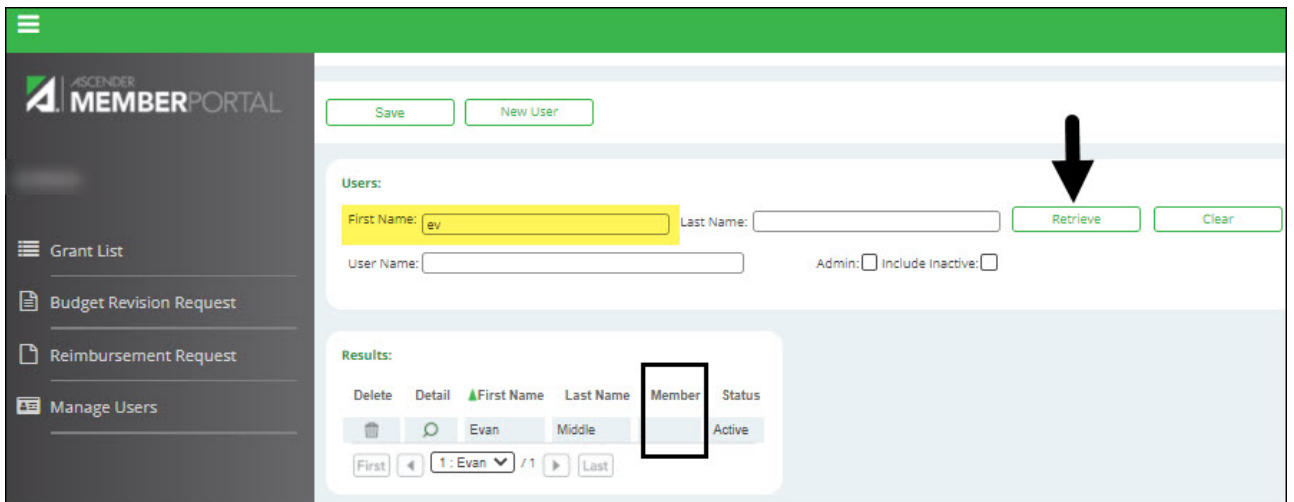 ASCENDER
MEMBERPORTAL
Grant List
Budget Revision Request
Reimbursement Request
Manage Users
Save New User
Users:
First Name: ev Last Name: Retrieve Clear
User Name: Admin: Include Inactive:
Results:
Delete Detail First Name Last Name Member Status
Evan Middle Active
First 1 : Evan / 1 Last